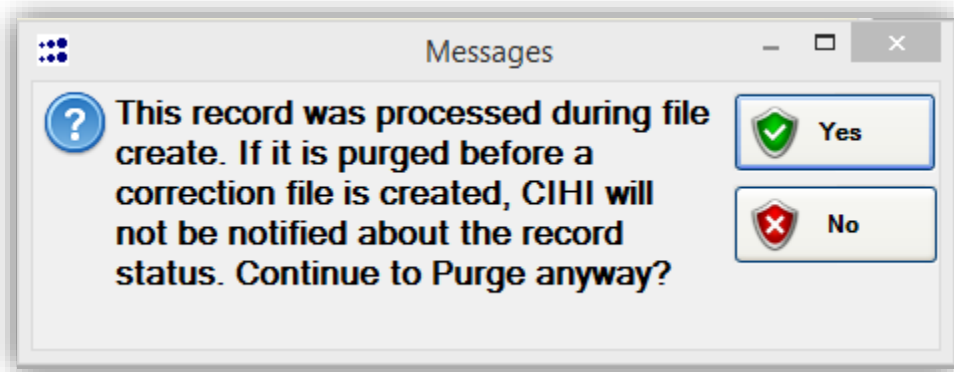 Messages
This record was processed during file
create. If it is purged before a
correction file is created, CIHI will
not be notified about the record
status. Continue to Purge anyway?
Yes
No